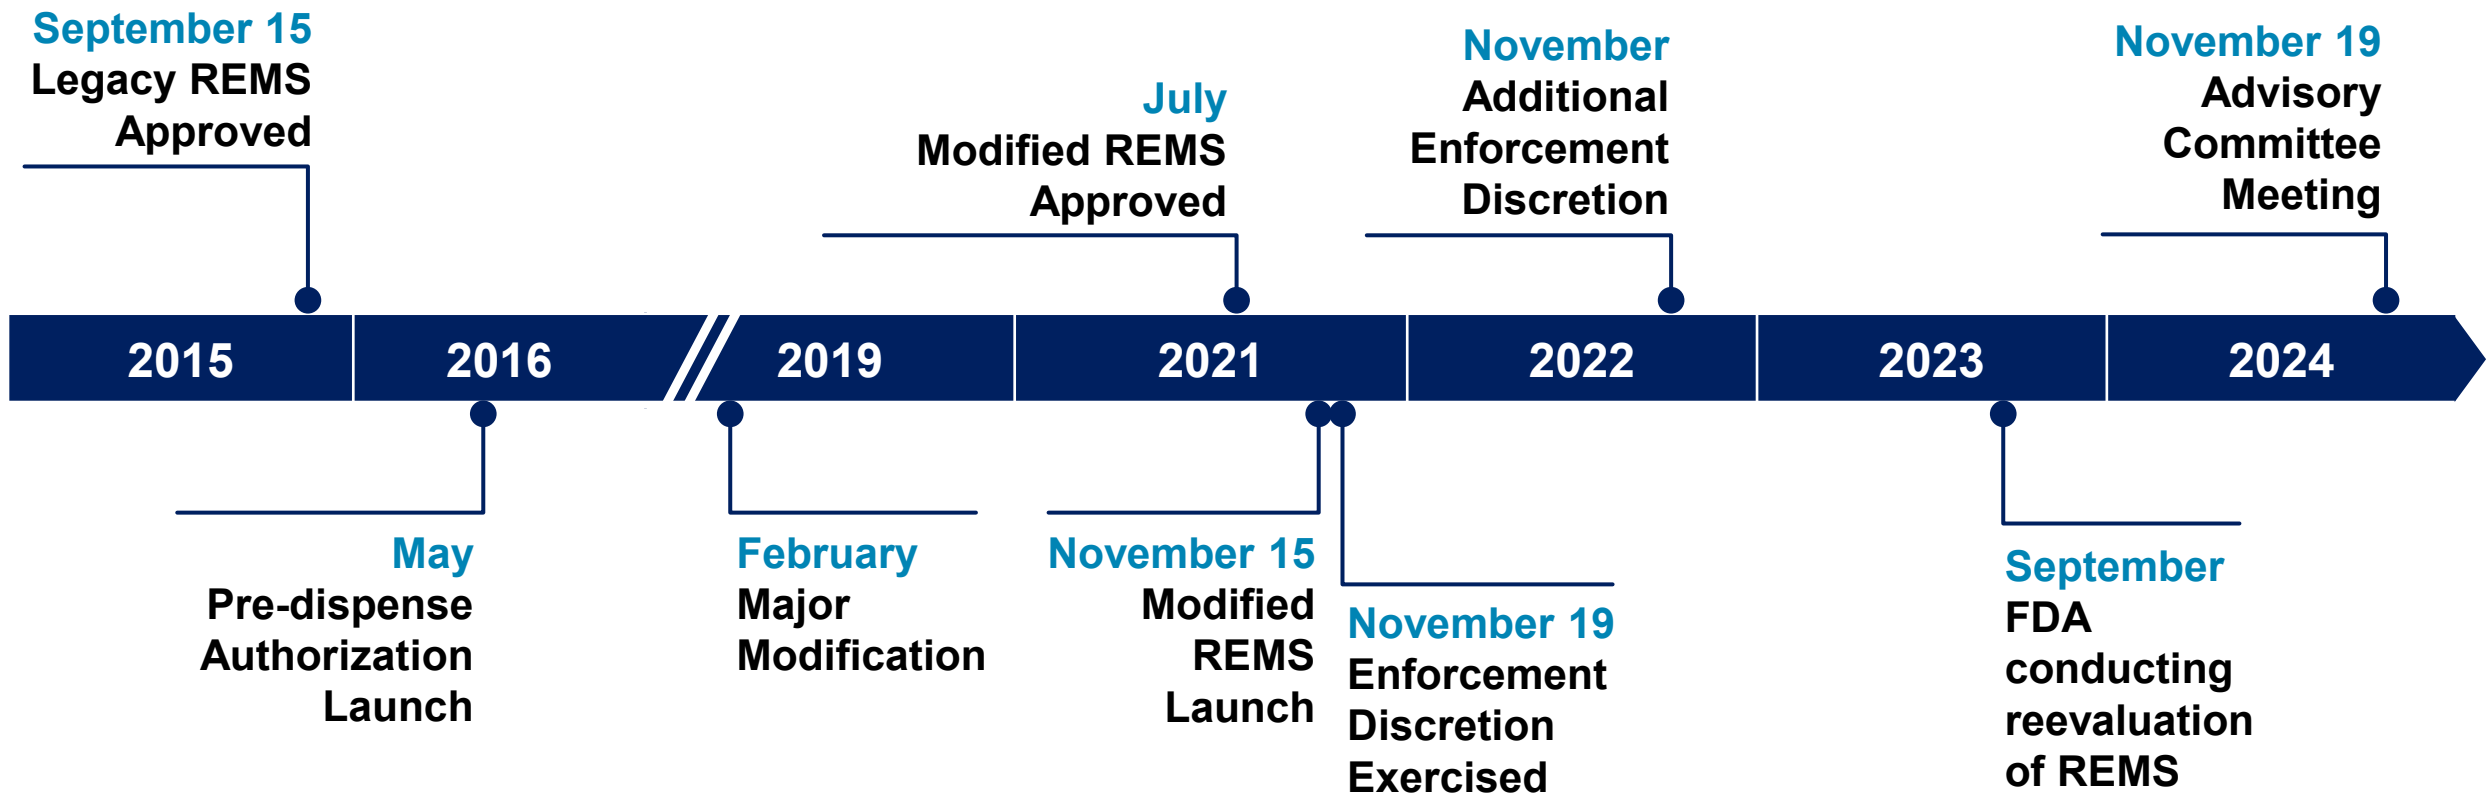 September 15
Legacy REMS
Approved
July
Modified REMS
Approved
November
Additional
Enforcement
Discretion
November 19
Advisory
Committee
Meeting
2015
2016
2019
2021
2022
2023
2024
May
Pre-dispense
Authorization
Launch
February
Major
Modification
November 15
Modified
REMS
Launch
November 19
Enforcement
Discretion
Exercised
September
FDA
conducting
reevaluation
of REMS